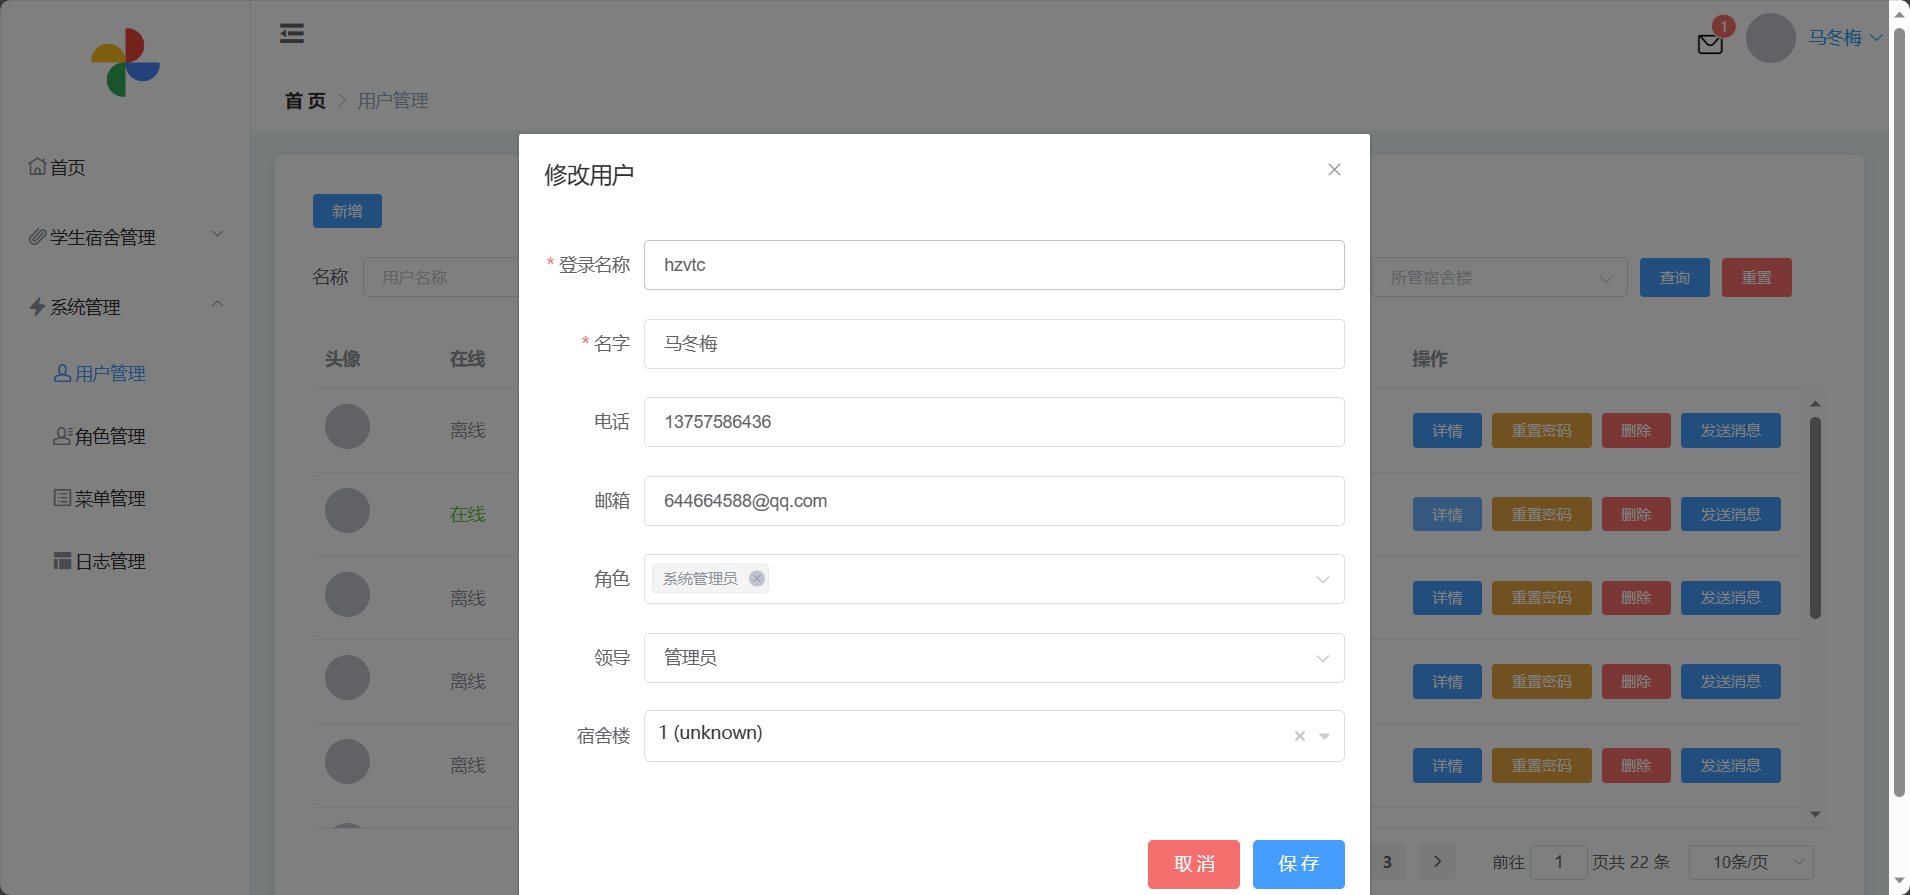 1
马冬梅
首页 > 用户管理
首页
学生宿舍管理
系统管理
用户管理
角色管理
菜单管理
日志管理
新增
名称 用户名称
所管宿舍楼
查询 重置
头像 在线 操作
离线 详情 重置密码 删除 发送消息
在线 详情 重置密码 删除 发送消息
离线 详情 重置密码 删除 发送消息
离线 详情 重置密码 删除 发送消息
离线 详情 重置密码 删除 发送消息
3 > 前往 1 页共 22 条 10条/页
修改用户
* 登录名称 hzvtc
* 名字 马冬梅
电话 13757586436
邮箱 644664588@qq.com
角色 系统管理员
领导 管理员
宿舍楼 1 (unknown)
取消 保存